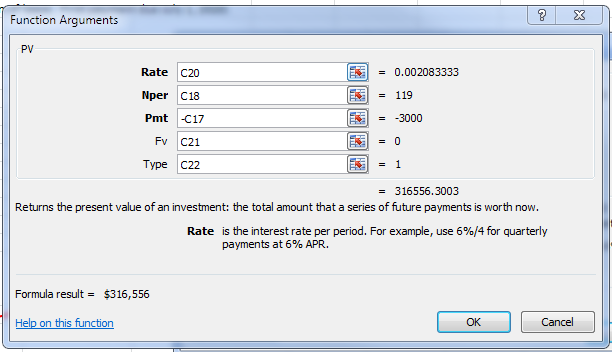 Function Arguments
PV
Rate C20 = 0.002083333
Nper C18 = 119
Pmt -C17 = -3000
Fv C21 = 0
Type C22 = 1
= 316556.3003
Returns the present value of an investment: the total amount that a series of future payments is worth now.
Rate is the interest rate per period. For example, use 6%/4 for quarterly
payments at 6% APR.
Formula result = $316,556
Help on this function OK Cancel